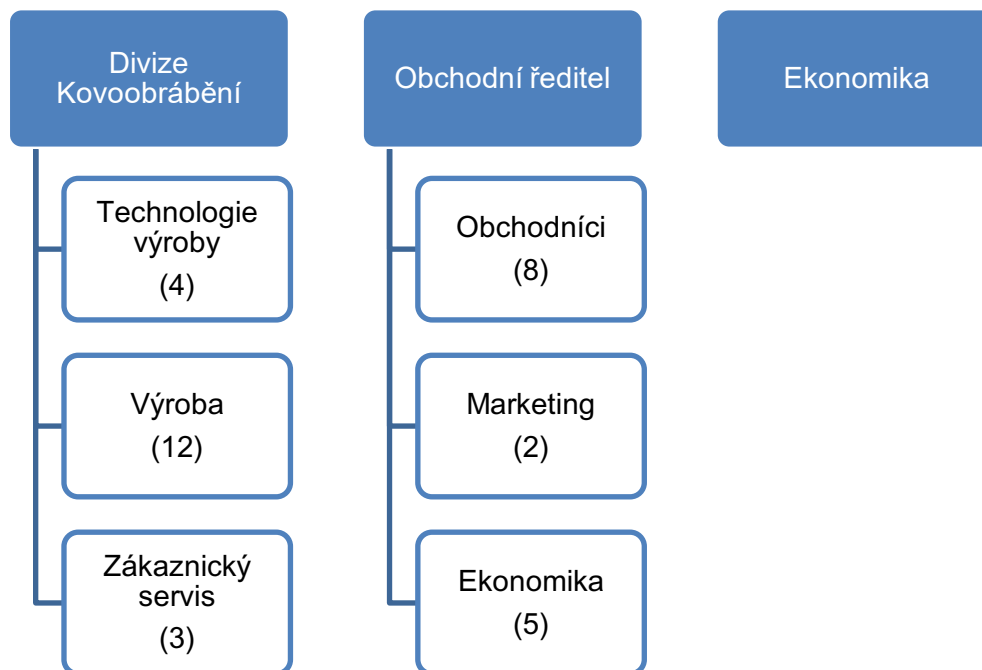 Divize
Kovoobrábění
Technologie
výroby
(4)
Výroba
(12)
Zákaznický
servis
(3)
Obchodní ředitel
Obchodníci
(8)
Marketing
(2)
Ekonomika
(5)
Ekonomika